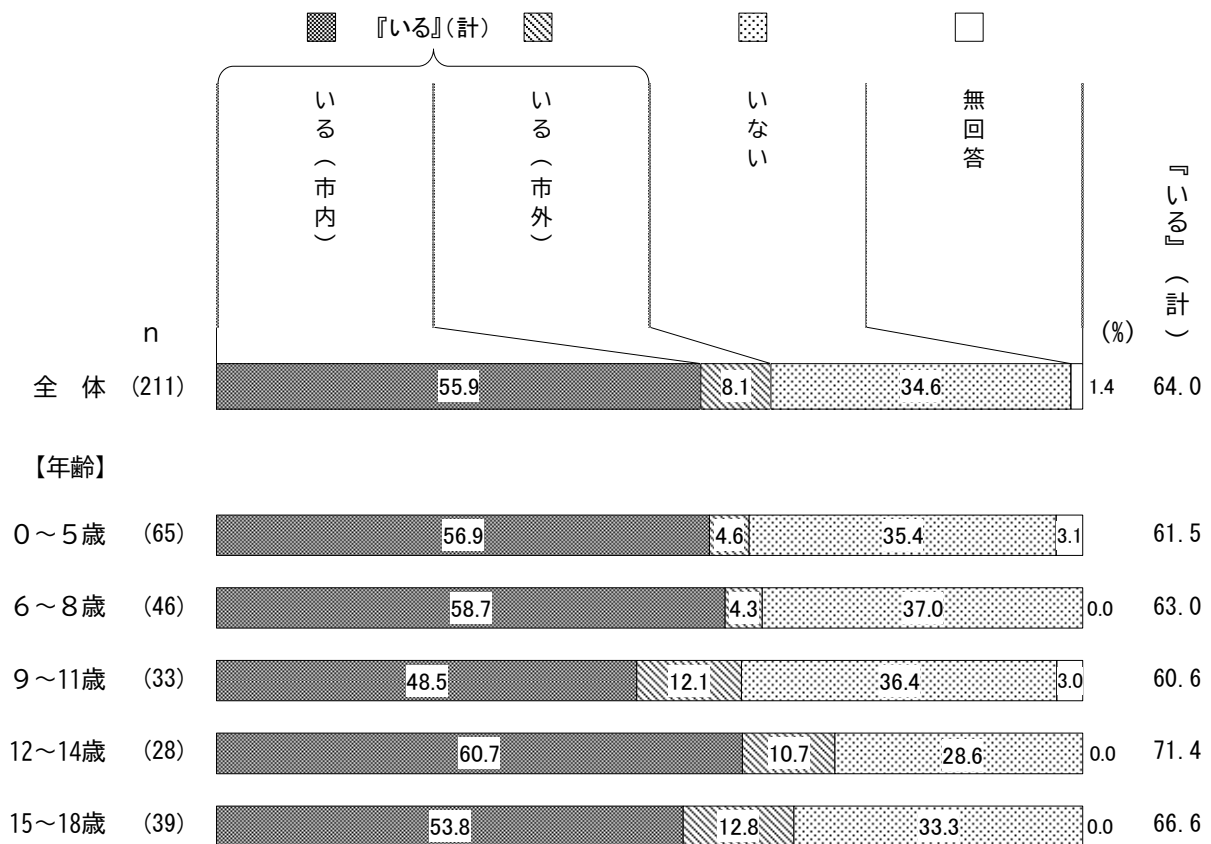 『いる』（計）
いる（市内）
いる（市外）
いない
無回答
『いる』（計）
n
(%)
全　体 (211) 55.9 8.1 34.6 1.4 64.0
【年齢】
０～５歳 (65) 56.9 4.6 35.4 3.1 61.5
６～８歳 (46) 58.7 4.3 37.0 0.0 63.0
９～11歳 (33) 48.5 12.1 36.4 3.0 60.6
12～14歳 (28) 60.7 10.7 28.6 0.0 71.4
15～18歳 (39) 53.8 12.8 33.3 0.0 66.6